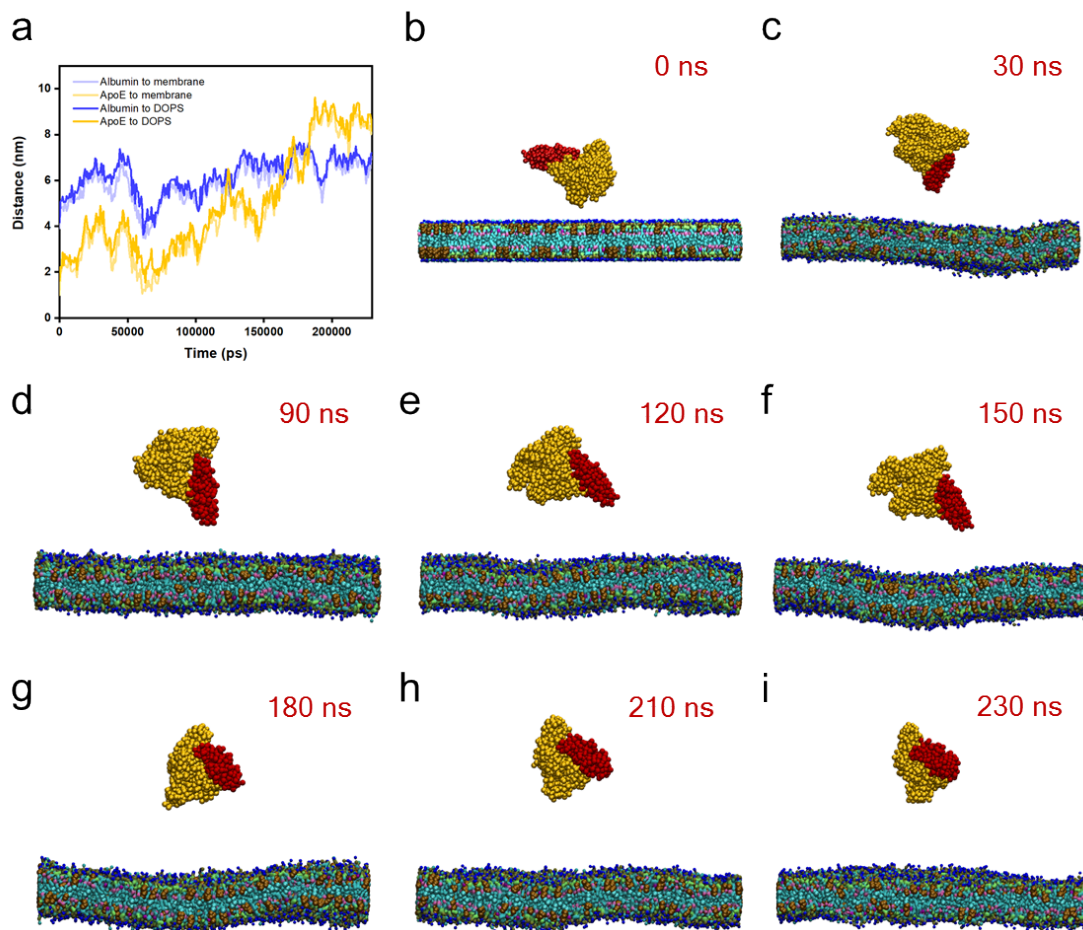 a
Albumin to membrane
ApoE to membrane
Albumin to DOPS
ApoE to DOPS
10
8
6
4
2
0
Distance (nm)
0 50000 100000 150000 200000
Time (ps)
b
0 ns
c
30 ns
d
90 ns
e
120 ns
f
150 ns
g
180 ns
h
210 ns
i
230 ns